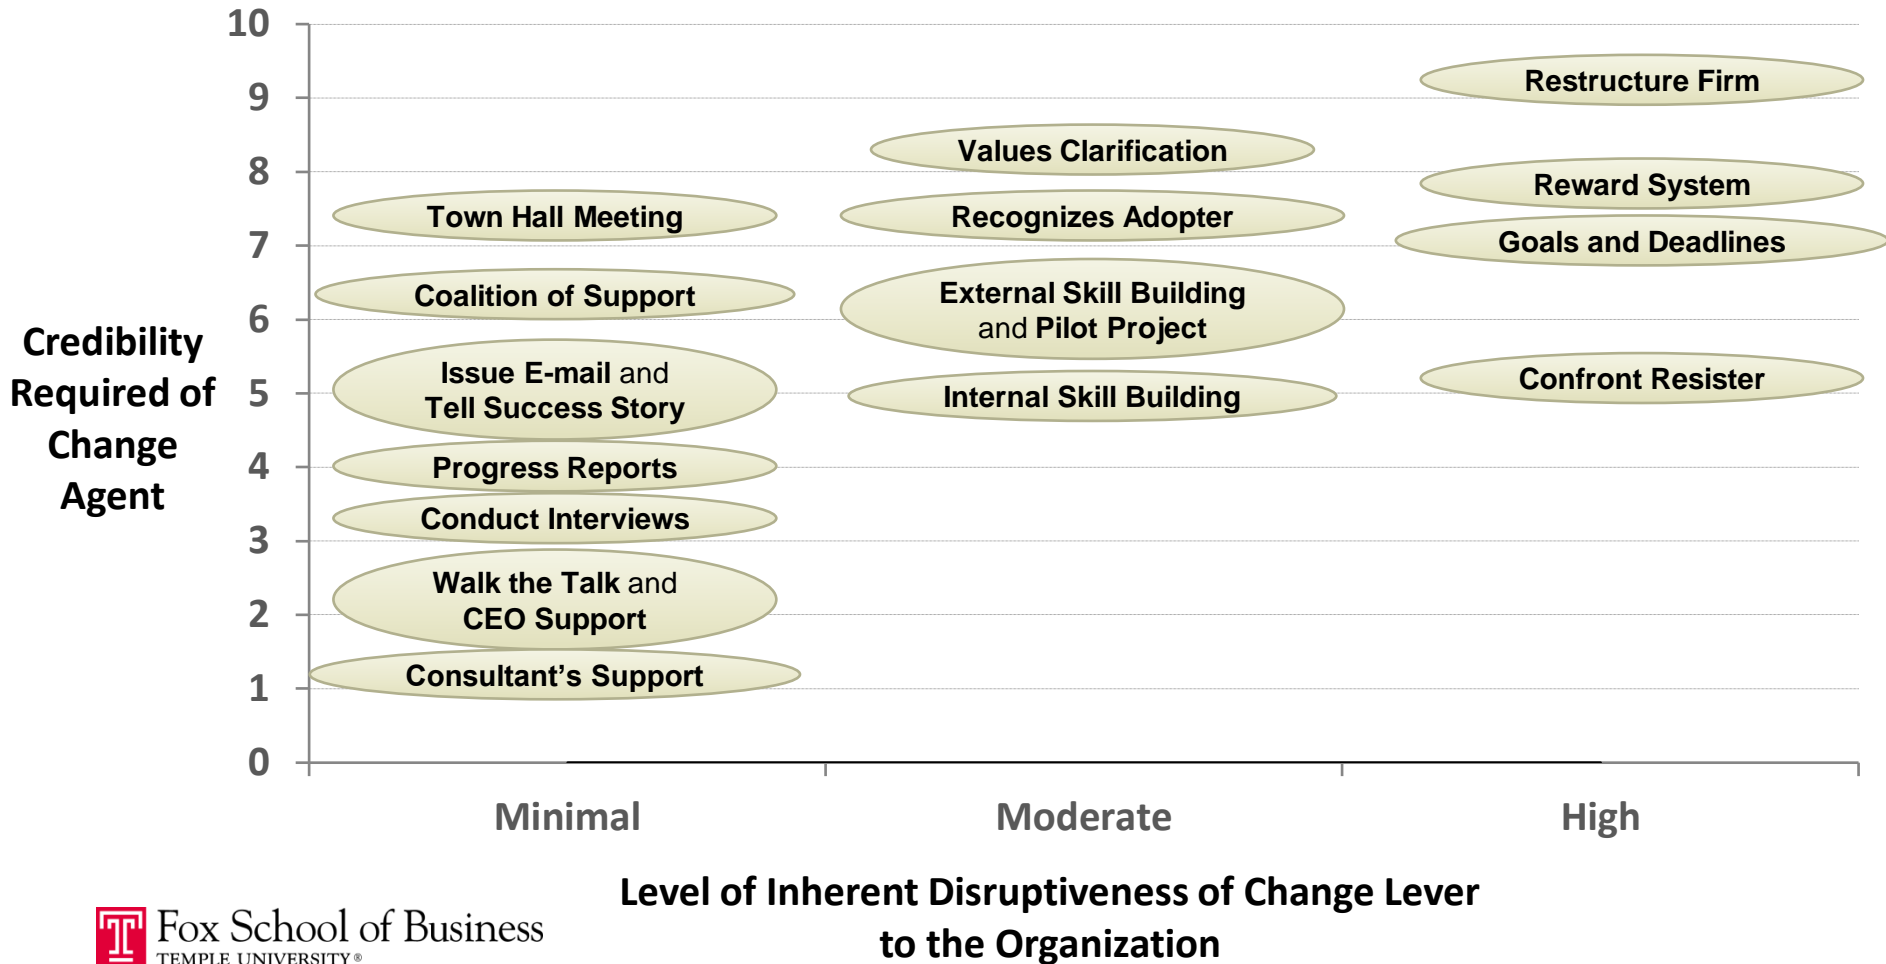 10
9
8
7
6
5
4
3
2
1
0
Credibility
Required of
Change
Agent
Town Hall Meeting
Coalition of Support
Issue E-mail and
Tell Success Story
Progress Reports
Conduct Interviews
Walk the Talk and
CEO Support
Consultant’s Support
Values Clarification
Recognizes Adopter
External Skill Building
and Pilot Project
Internal Skill Building
Restructure Firm
Reward System
Goals and Deadlines
Confront Resister
Minimal
Moderate
High
Level of Inherent Disruptiveness of Change Lever
to the Organization
Fox School of Business
TEMPLE UNIVERSITY®